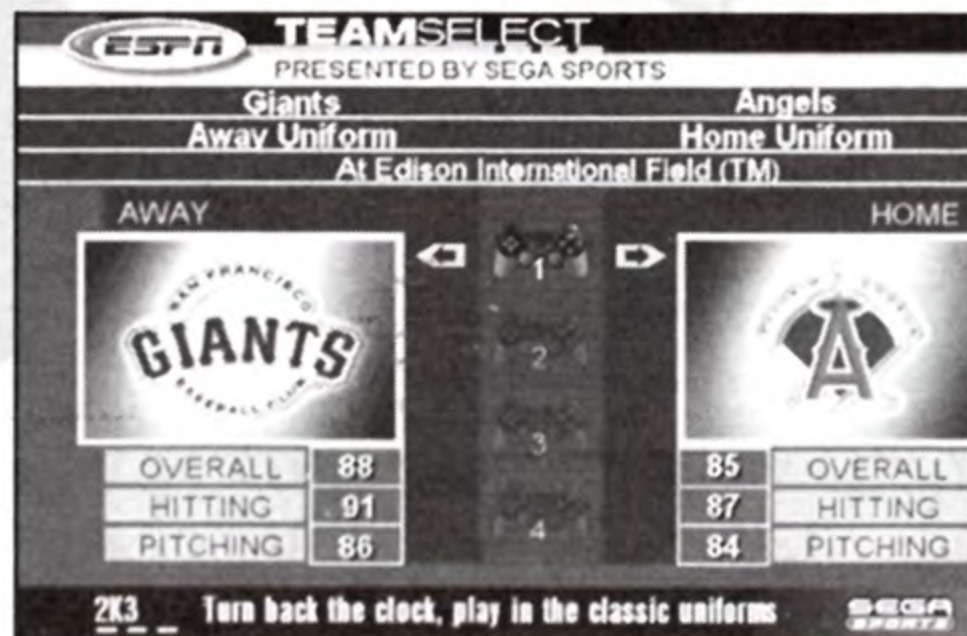 ESPN TEAMSELECT
PRESENTED BY SEGA SPORTS
Giants Angels
Away Uniform Home Uniform
At Edison International Field (TM)
AWAY HOME
SAN FRANCISCO
GIANTS
BASEBALL CLUB
A
1
2
3
4
OVERALL 88 85 OVERALL
HITTING 91 87 HITTING
PITCHING 86 84 PITCHING
2K3 Turn back the clock, play in the classic uniforms SEGA
SPORTS